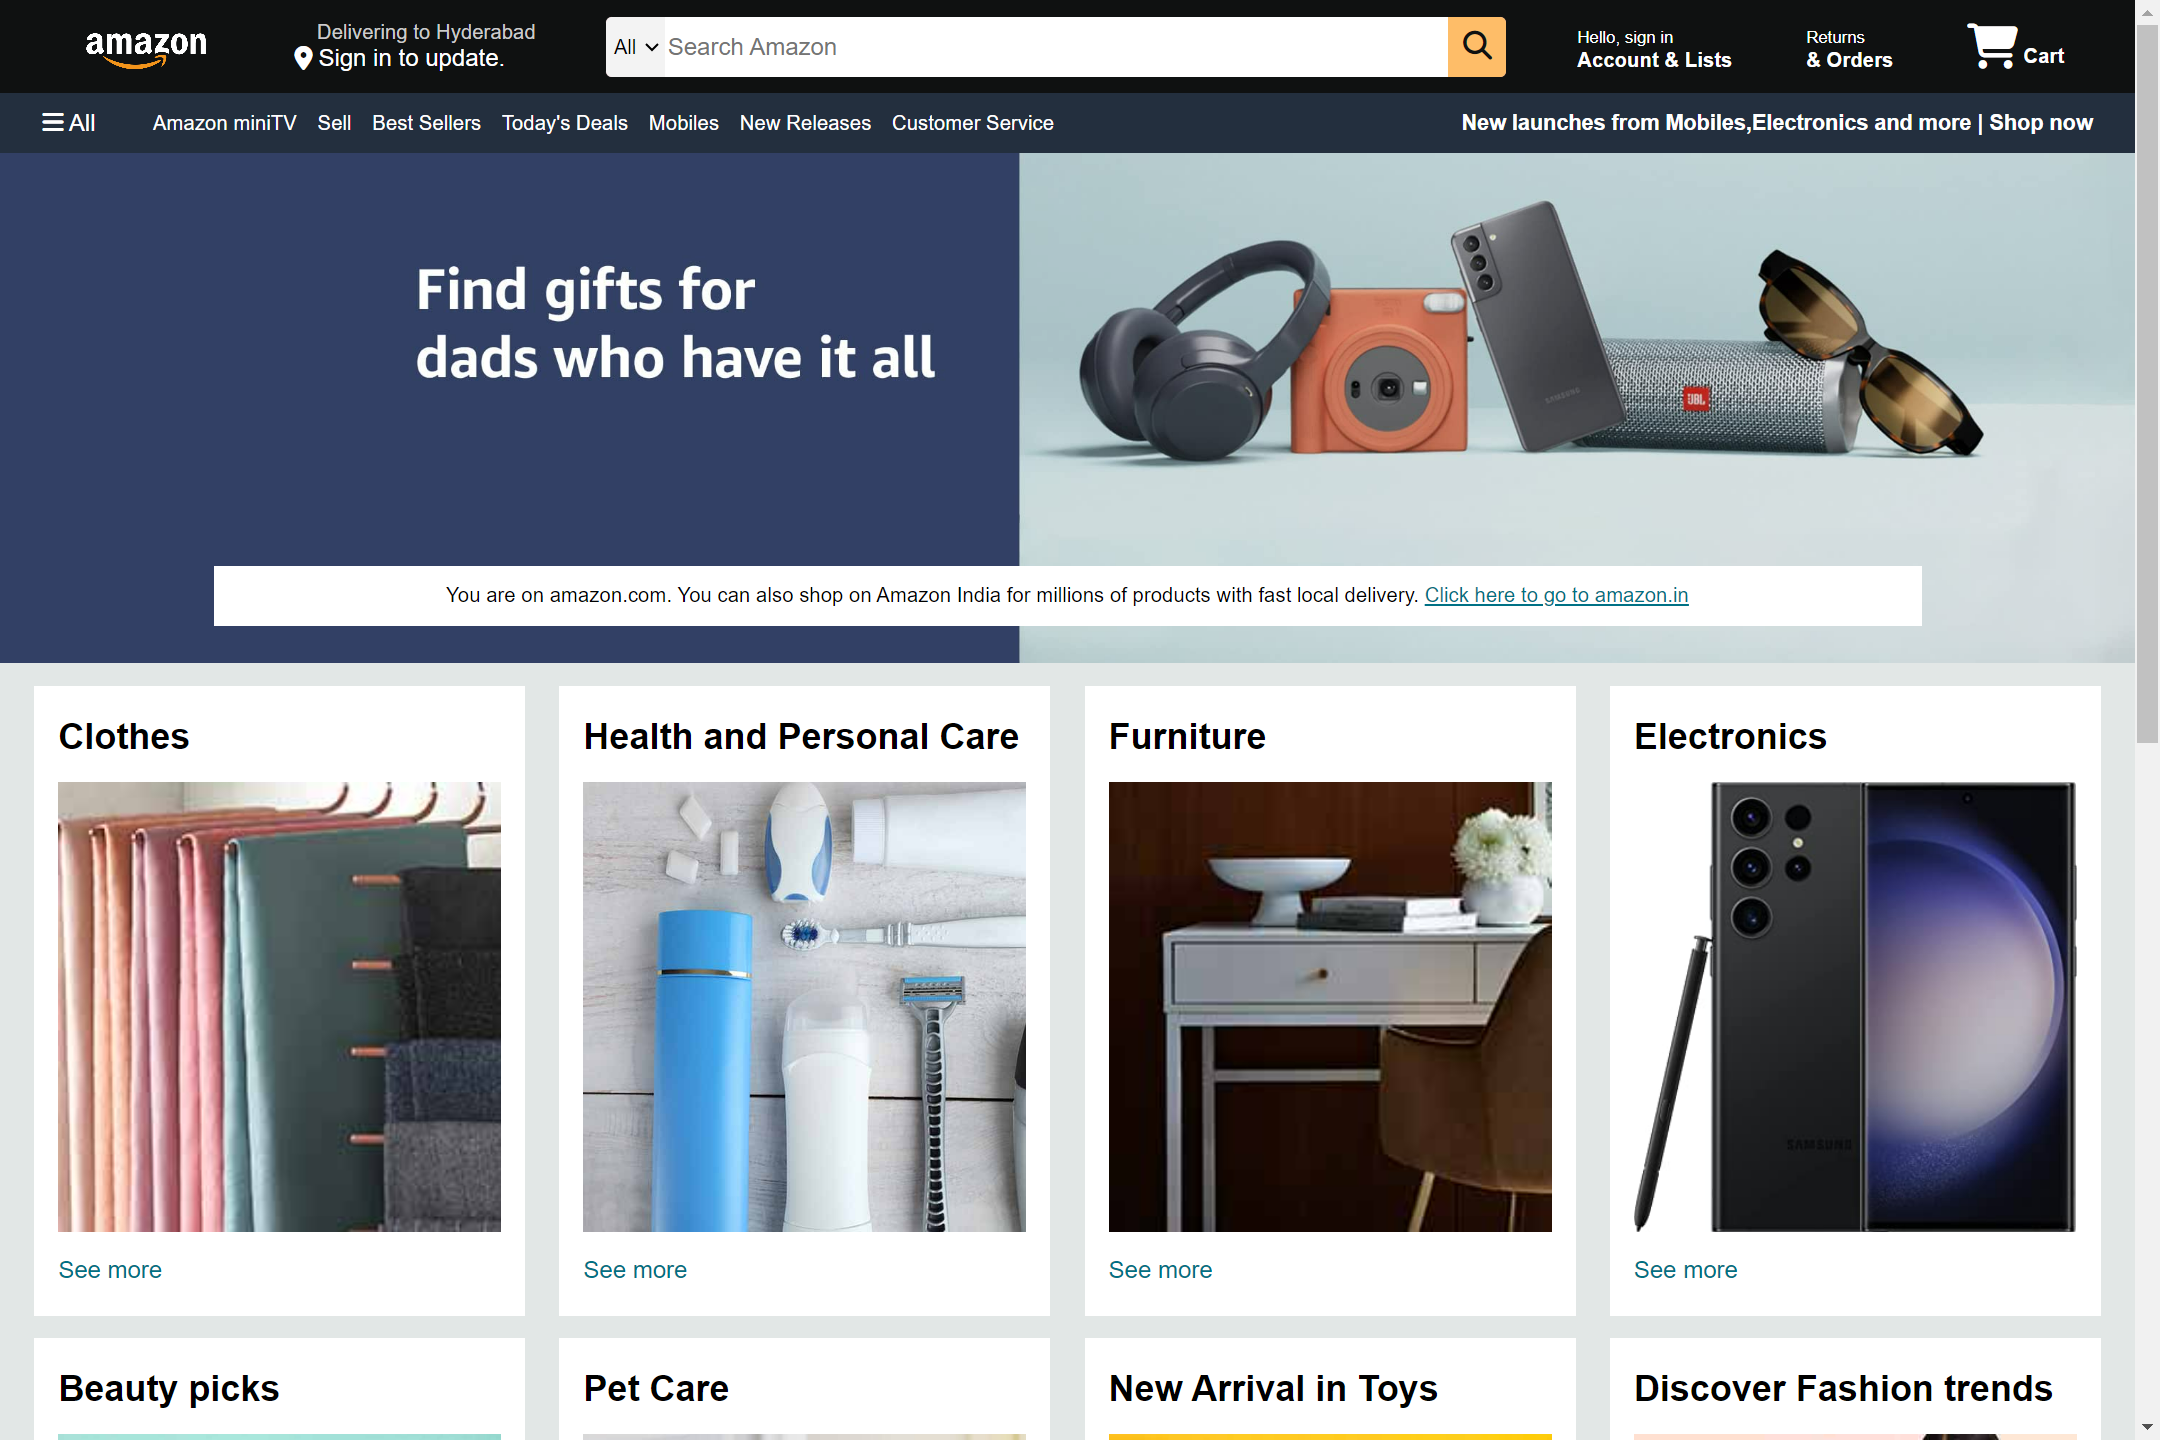 amazon
Delivering to Hyderabad
Sign in to update.
All
Search Amazon
Hello, sign in
Account & Lists
Returns
& Orders
Cart
All
Amazon miniTV
Sell
Best Sellers
Today's Deals
Mobiles
New Releases
Customer Service
New launches from Mobiles,Electronics and more | Shop now
Find gifts for
dads who have it all
SAMSUNG
JBL
You are on amazon.com. You can also shop on Amazon India for millions of products with fast local delivery. Click here to go to amazon.in
Clothes
Health and Personal Care
Furniture
Electronics
SAMSUNG
See more
See more
See more
See more
Beauty picks
Pet Care
New Arrival in Toys
Discover Fashion trends